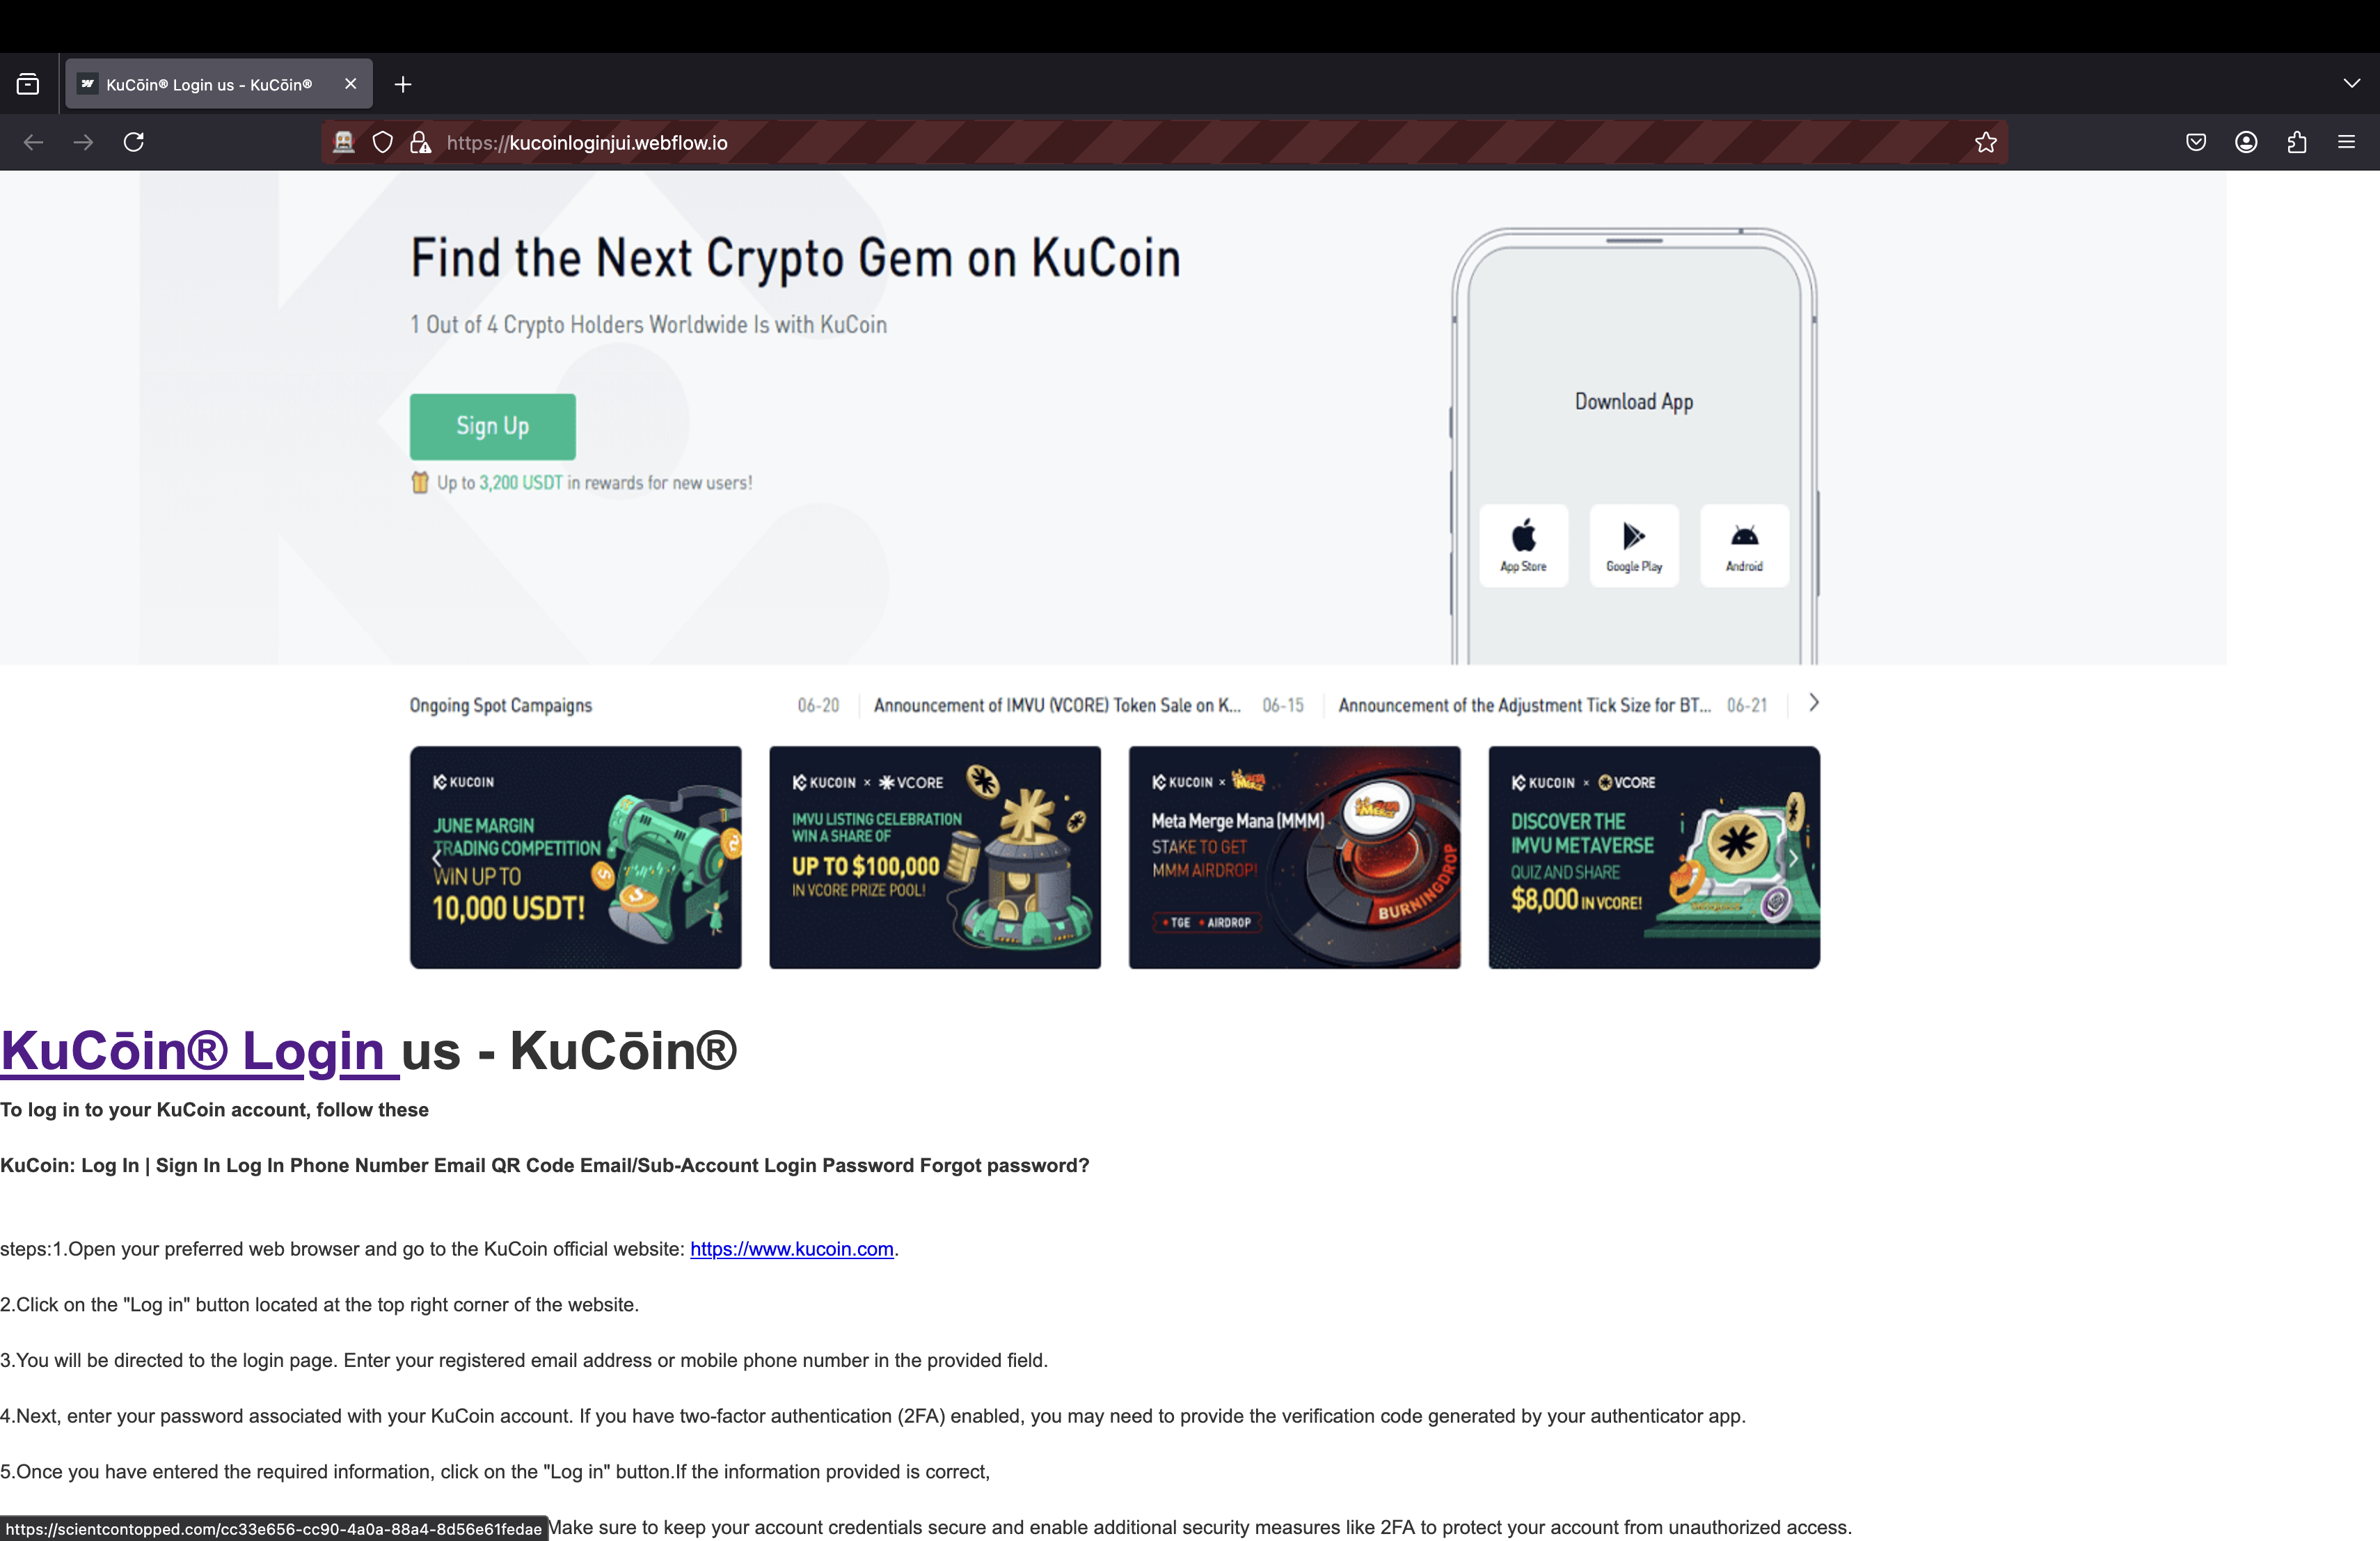 KuCōin® Login us - KuCōin®
https://kucoinloginjui.webflow.io
Find the Next Crypto Gem on KuCoin
1 Out of 4 Crypto Holders Worldwide Is with KuCoin
Sign Up
Up to 3,200 USDT in rewards for new users!
Download App
App Store
Google Play
Android
Ongoing Spot Campaigns 06-20
Announcement of IMVU (VCORE) Token Sale on K... 06-15
Announcement of the Adjustment Tick Size for BT... 06-21
KUCOIN
JUNE MARGIN
TRADING COMPETITION
WIN UP TO
10,000 USDT!
KUCOIN × VCORE
IMVU LISTING CELEBRATION
WIN A SHARE OF
UP TO $100,000
IN VCORE PRIZE POOL!
KUCOIN ×
Meta Merge Mana (MMM)
STAKE TO GET
MMM AIRDROP!
TGE AIRDROP
BURNINGDROP
KUCOIN × VCORE
DISCOVER THE
IMVU METAVERSE
QUIZ AND SHARE
$8,000 IN VCORE!
KuCōin® Login us - KuCōin®
To log in to your KuCoin account, follow these
KuCoin: Log In | Sign In Log In Phone Number Email QR Code Email/Sub-Account Login Password Forgot password?
steps:1.Open your preferred web browser and go to the KuCoin official website: https://www.kucoin.com.
2.Click on the "Log in" button located at the top right corner of the website.
3.You will be directed to the login page. Enter your registered email address or mobile phone number in the provided field.
4.Next, enter your password associated with your KuCoin account. If you have two-factor authentication (2FA) enabled, you may need to provide the verification code generated by your authenticator app.
5.Once you have entered the required information, click on the "Log in" button.If the information provided is correct,
https://scientcontopped.com/cc33e656-cc90-4a0a-88a4-8d56e61fedae
Make sure to keep your account credentials secure and enable additional security measures like 2FA to protect your account from unauthorized access.